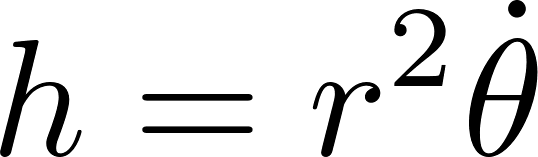 h = r²θ̇